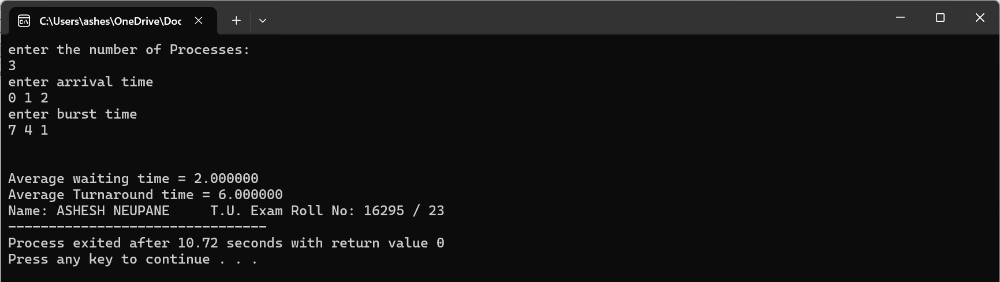 C:\Users\ashes\OneDrive\Doc
enter the number of Processes:
3
enter arrival time
0 1 2
enter burst time
7 4 1
Average waiting time = 2.000000
Average Turnaround time = 6.000000
Name: ASHESH NEUPANE     T.U. Exam Roll No: 16295 / 23
--------------------------------
Process exited after 10.72 seconds with return value 0
Press any key to continue . . .